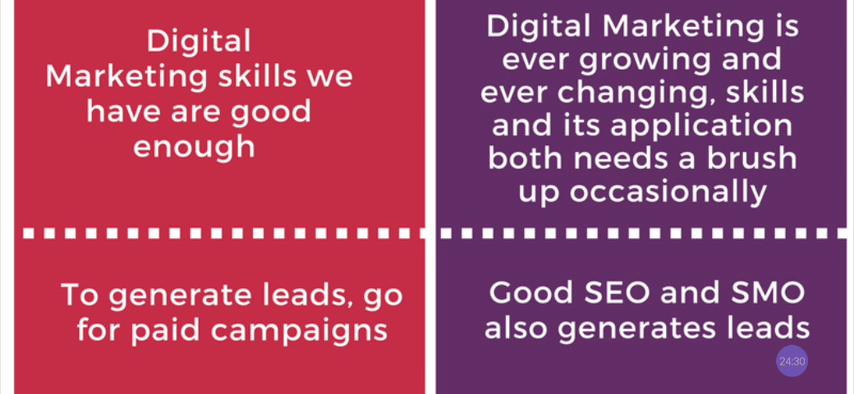 Digital
Marketing skills we
have are good
enough
Digital Marketing is
ever growing and
ever changing, skills
and its application
both needs a brush
up occasionally
To generate leads, go
for paid campaigns
Good SEO and SMO
also generates leads
24:30